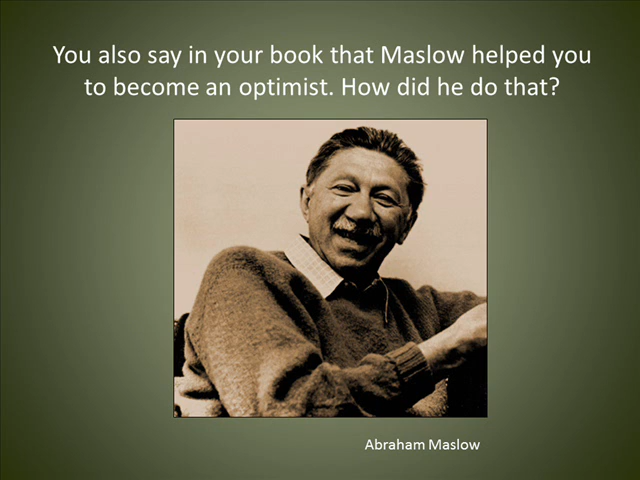 You also say in your book that Maslow helped you
to become an optimist. How did he do that?
Abraham Maslow